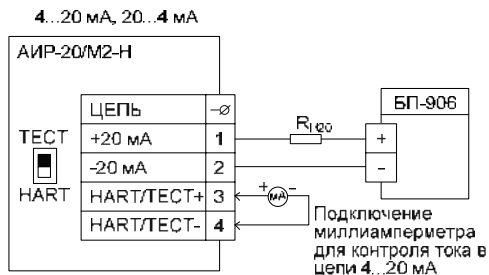 4...20 мА, 20...4 мА
АИР-20/М2-Н
ЦЕПЬ -ø
ТЕСТ
HART
+20 мА 1
-20 мА 2
HART/ТЕСТ+ 3
HART/ТЕСТ- 4
Rн20
БП-906
+
-
+ мА -
Подключение
миллиамперметра
для контроля тока в
цепи 4...20 мА